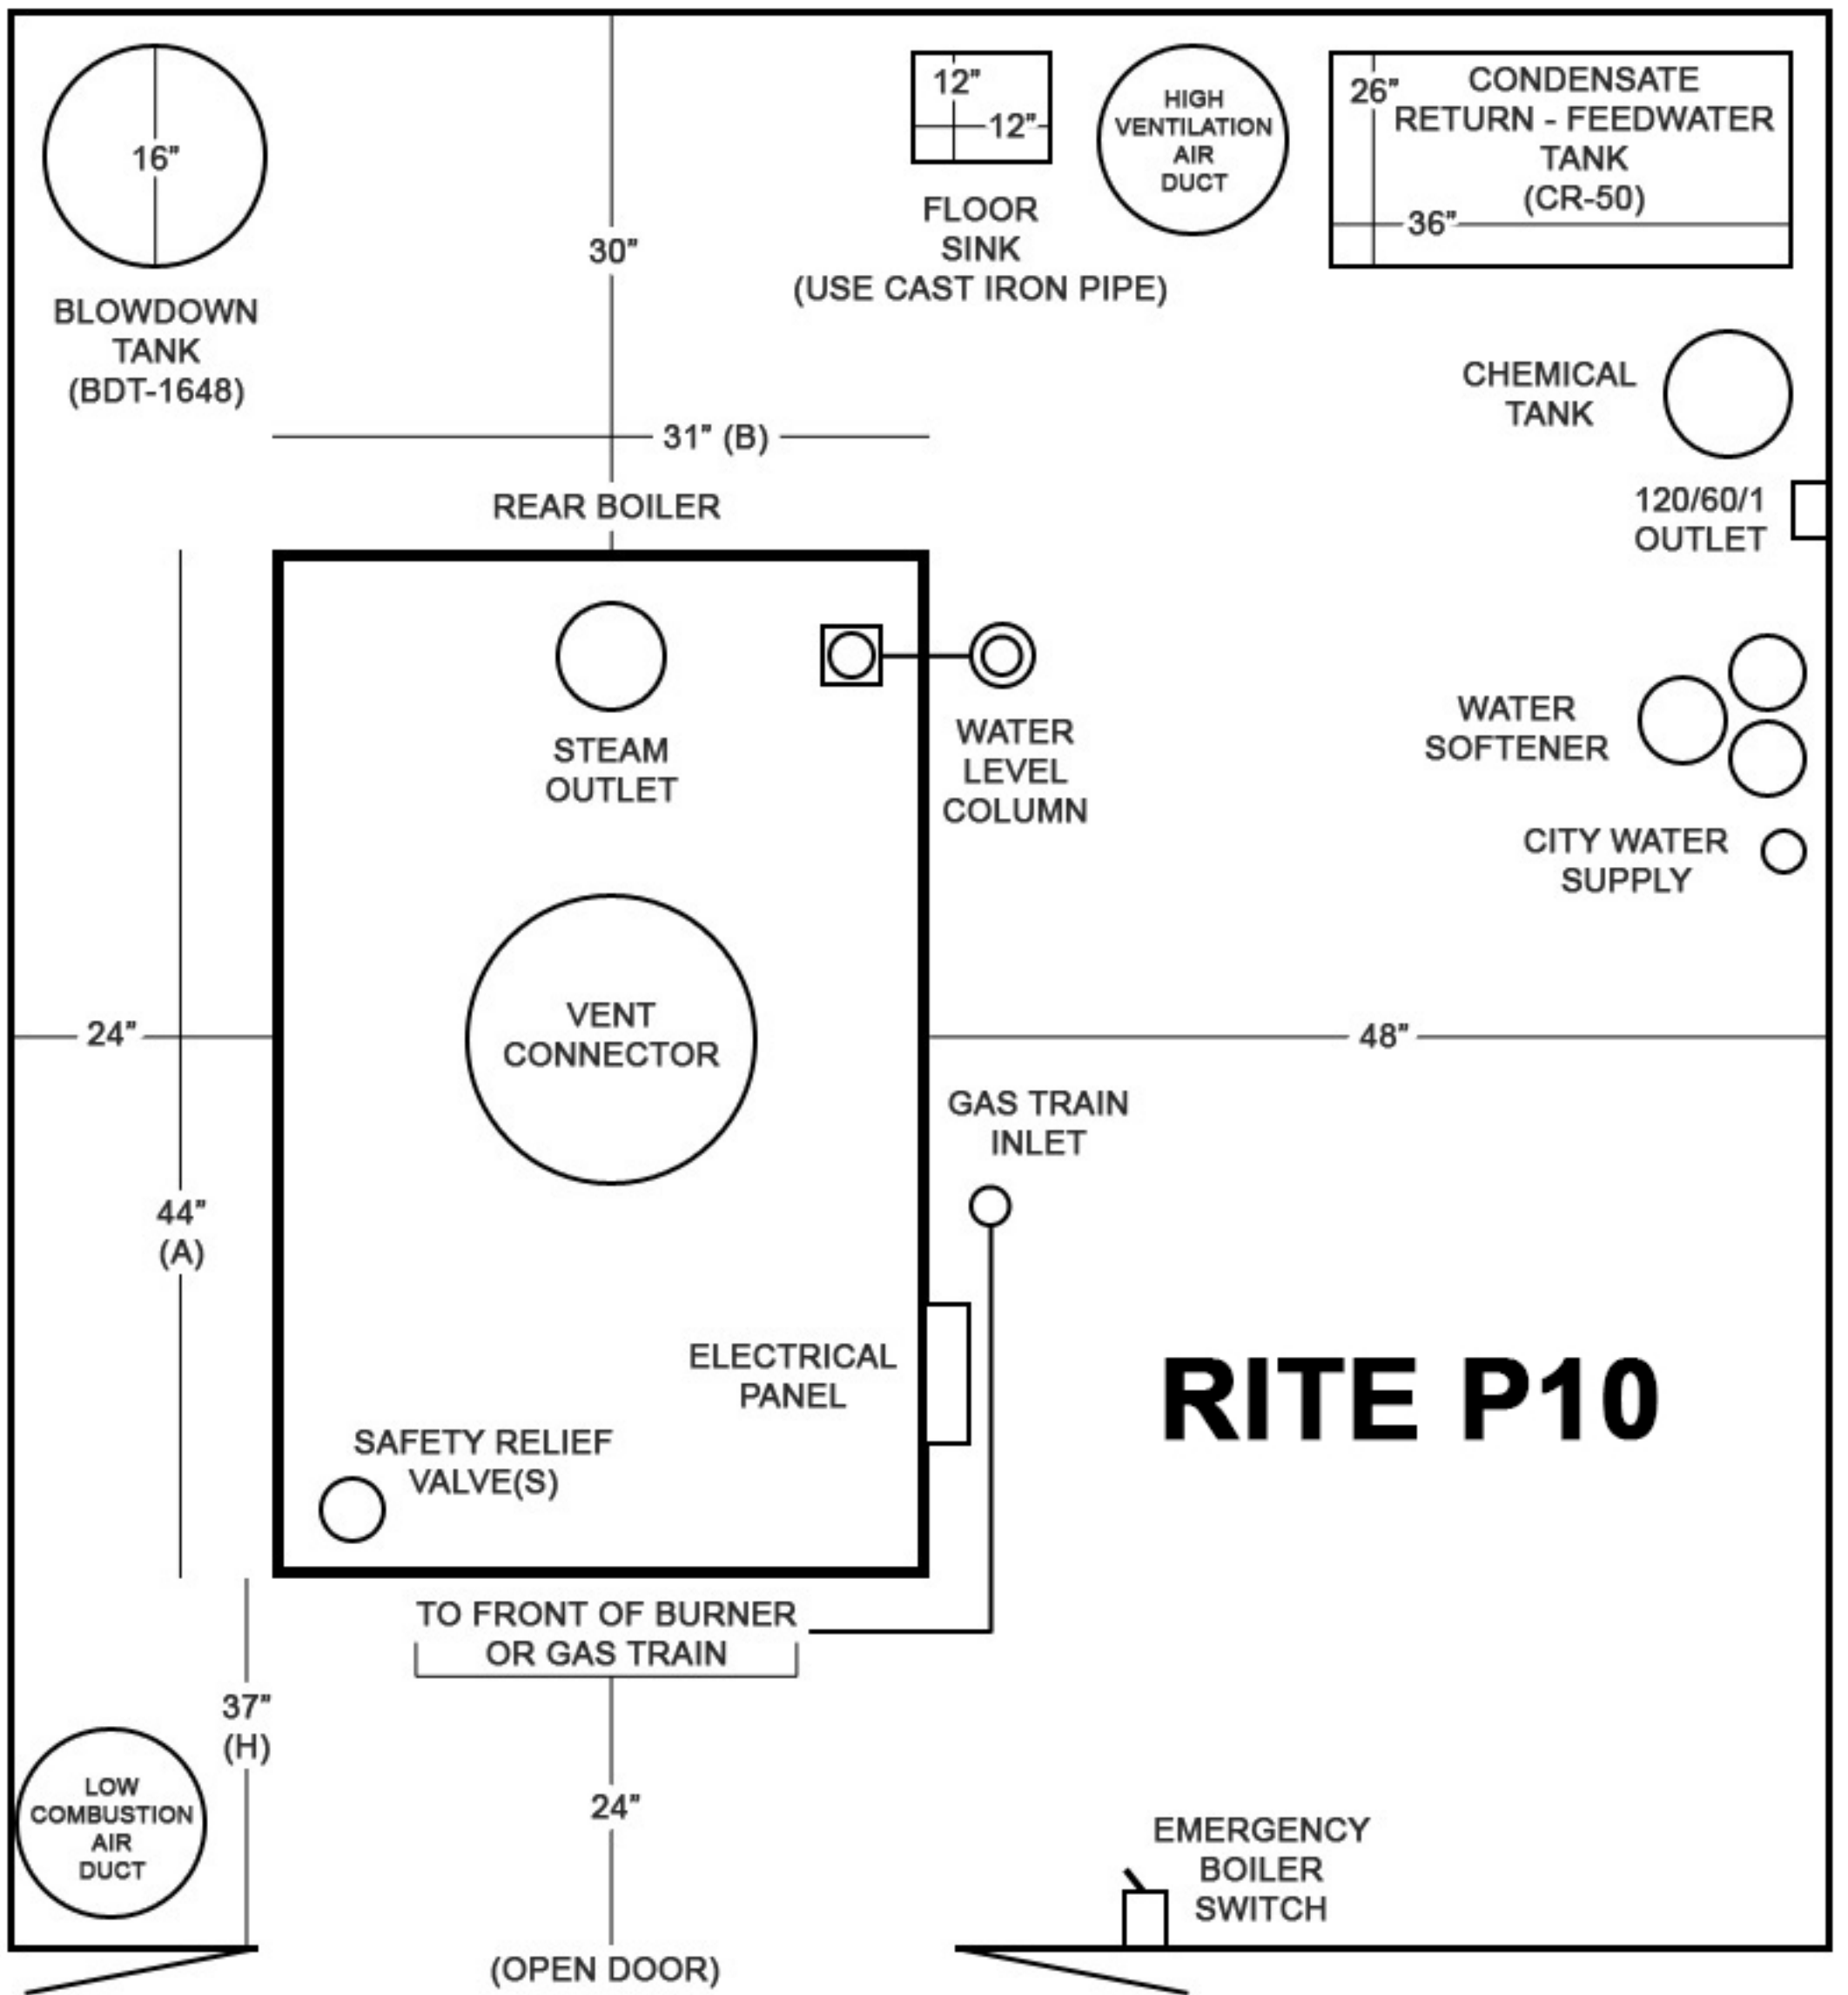 16”
BLOWDOWN
TANK
(BDT-1648)
30”
12”
12”
FLOOR
SINK
(USE CAST IRON PIPE)
HIGH
VENTILATION
AIR
DUCT
26”
CONDENSATE
RETURN - FEEDWATER
TANK
(CR-50)
36”
CHEMICAL
TANK
31” (B)
REAR BOILER
120/60/1
OUTLET
STEAM
OUTLET
WATER
LEVEL
COLUMN
WATER
SOFTENER
CITY WATER
SUPPLY
24”
VENT
CONNECTOR
48”
GAS TRAIN
INLET
44”
(A)
ELECTRICAL
PANEL
RITE P10
SAFETY RELIEF
VALVE(S)
TO FRONT OF BURNER
OR GAS TRAIN
37”
(H)
LOW
COMBUSTION
AIR
DUCT
24”
EMERGENCY
BOILER
SWITCH
(OPEN DOOR)